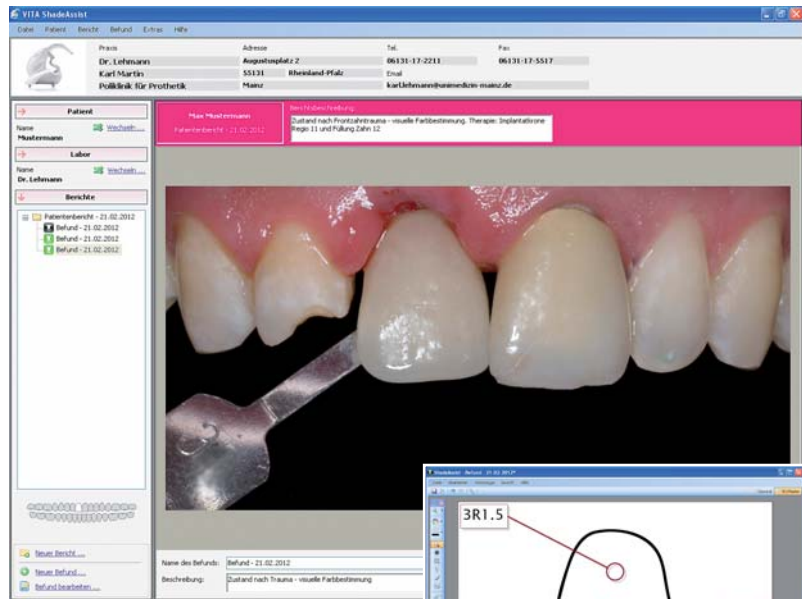 VITA ShadeAssist
Datei Patient Bericht Befund Extras Hilfe
Praxis
Dr. Lehmann
Karl Martin
Poliklinik für Prothetik
Adresse
Augustusplatz 2
55131 Rheinland-Pfalz
Mainz
Tel.
06131-17-2211
Fax
06131-17-5517
Email
karl.lehmann@unimedizin-mainz.de
Patient
Name Wechseln ...
Mustermann
Labor
Name Wechseln ...
Dr. Lehmann
Berichte
Patientenbericht - 21.02.2012
Befund - 21.02.2012
Befund - 21.02.2012
Befund - 21.02.2012
Neuer Bericht ...
Neuer Befund ...
Befund bearbeiten ...
Max Mustermann
Patientenbericht - 21.02.2012
Berichtsbeschreibung
Zustand nach Frontzahntrauma - visuelle Farbbestimmung. Therapie: Implantatkrone
Regio 11 und Füllung Zahn 12
Name des Befunds: Befund - 21.02.2012
Beschreibung: Zustand nach Trauma - visuelle Farbbestimmung
ShadeAssist - Befund - 21.02.2012*
3R1.5